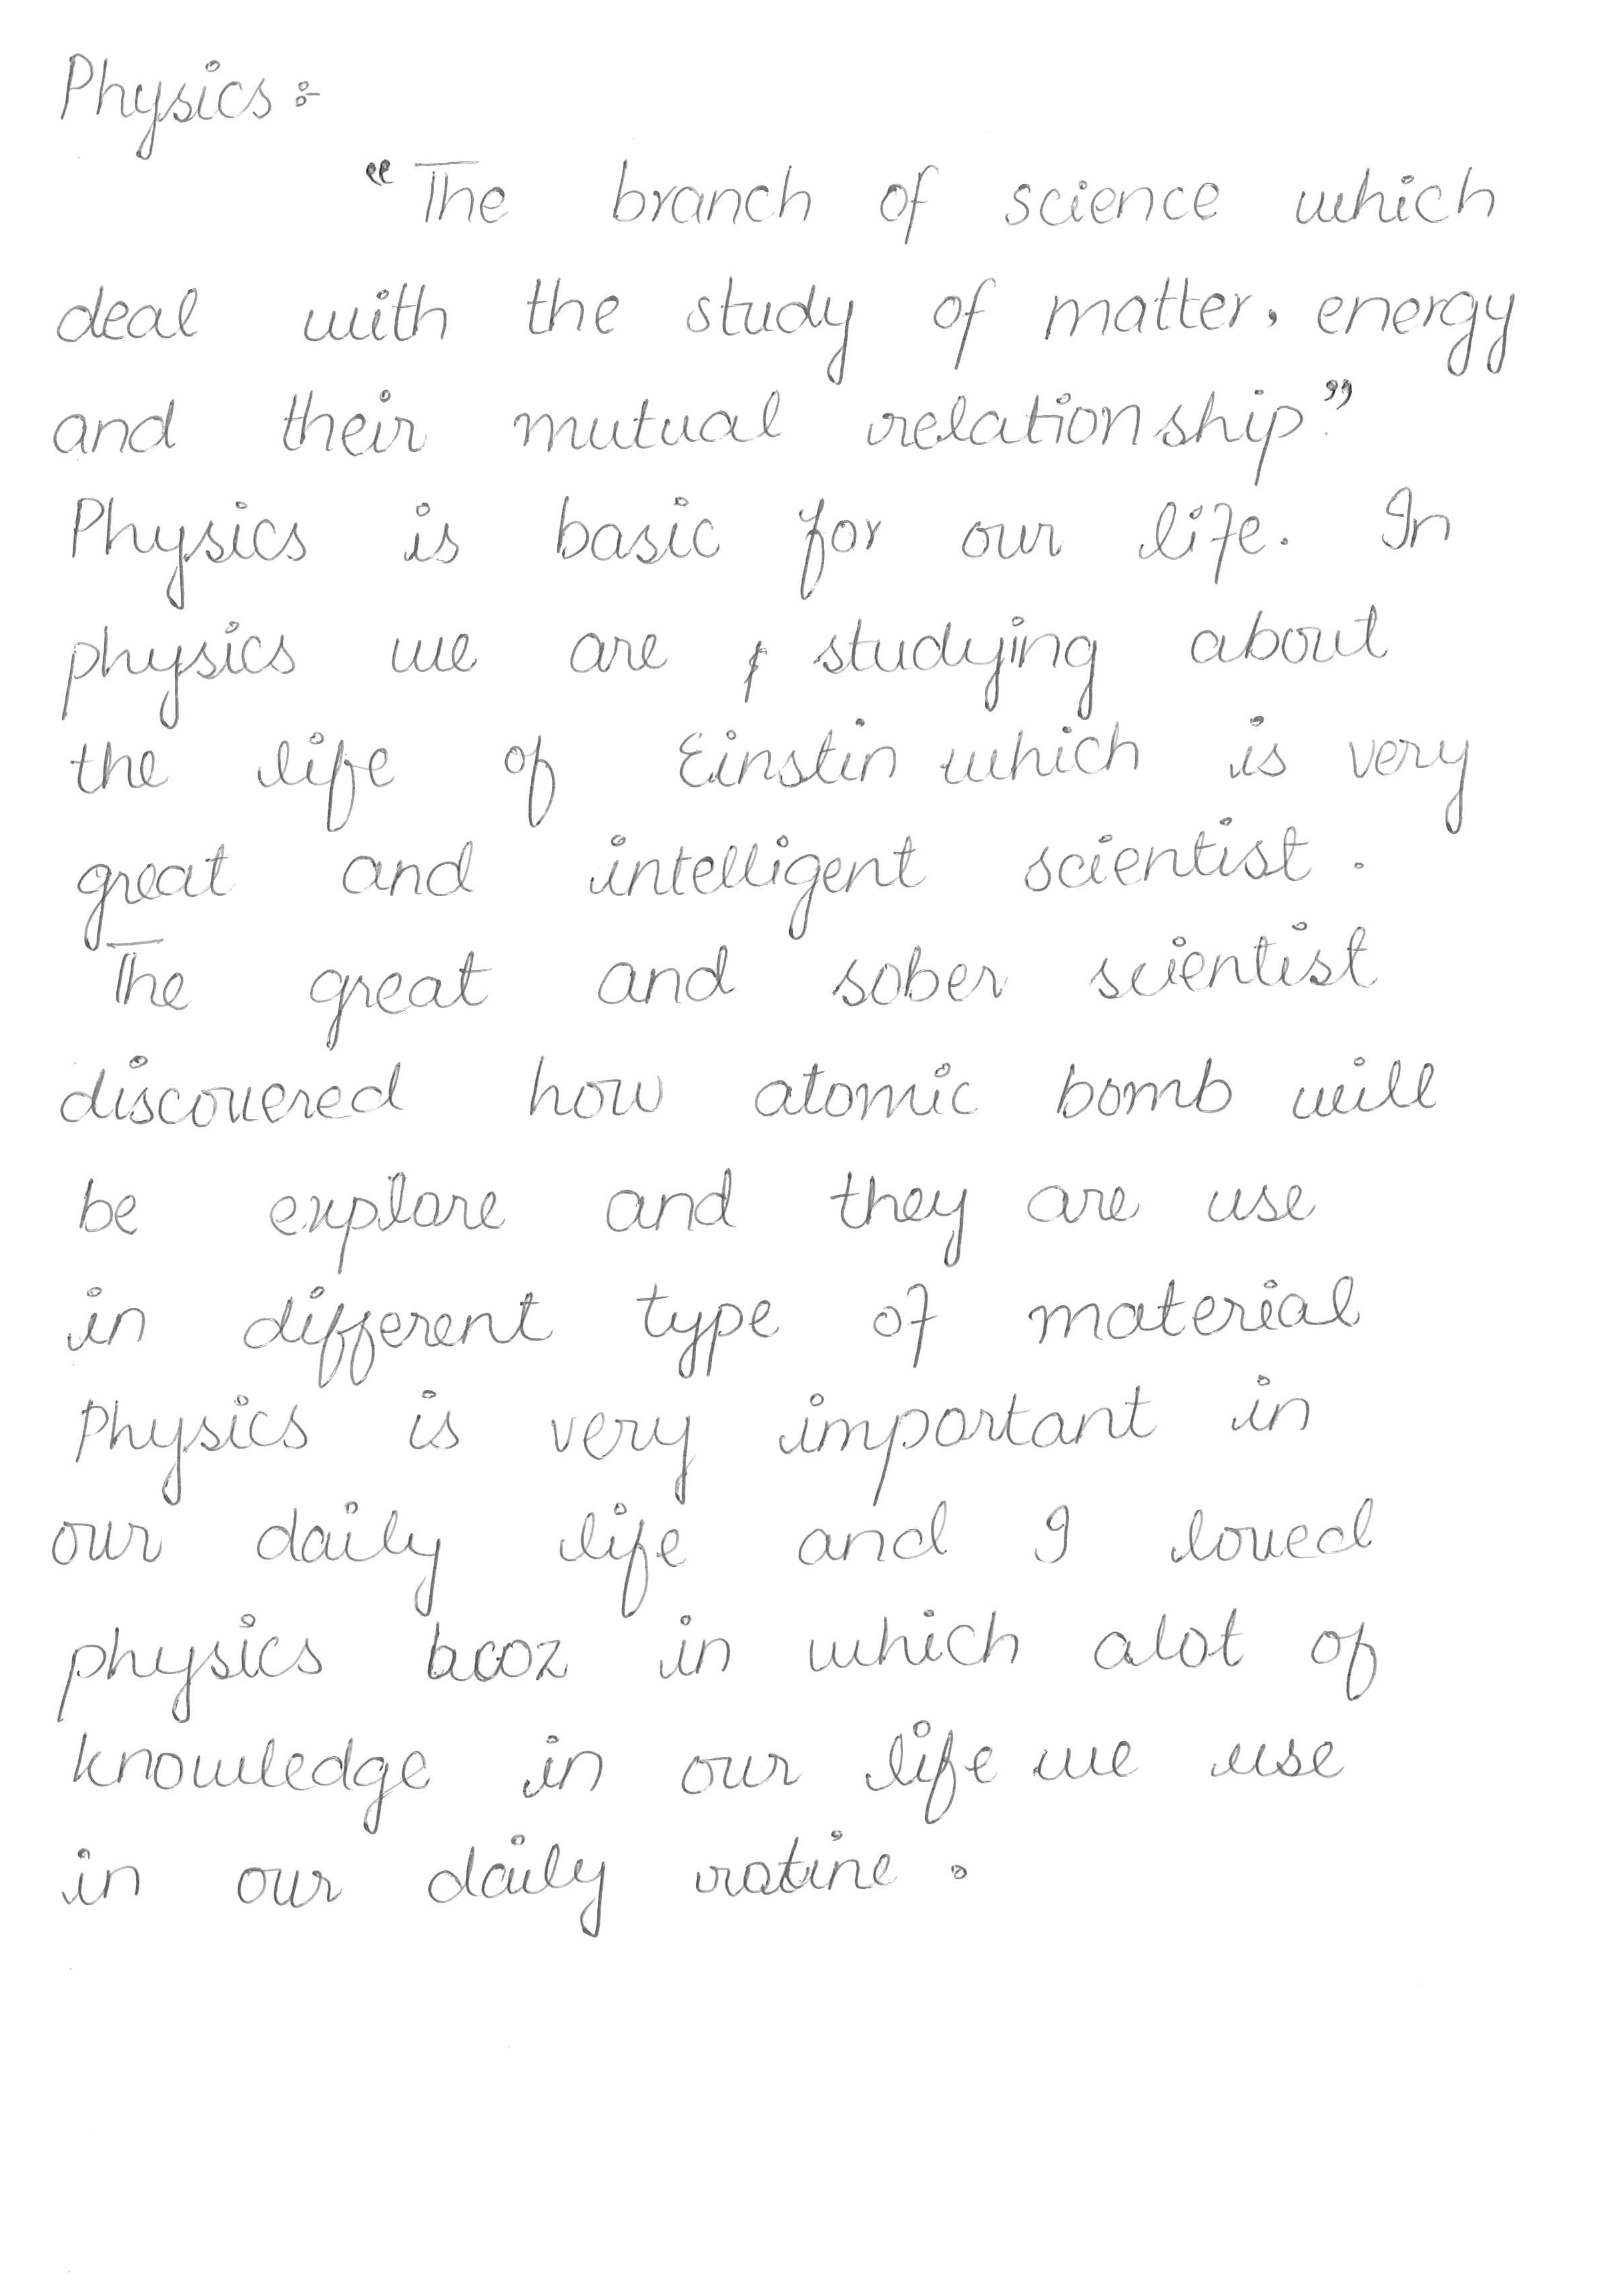 Physics :-
“The branch of science which
deal with the study of matter, energy
and their mutual relationship”
Physics is basic for our life. In
physics we are studying about
the life of Einstin which is very
great and intelligent scientist .
The great and sober scientist
discovered how atomic bomb will
be explore and they are use
in different type of material
Physics is very important in
our daily life and I loved
physics bcoz in which alot of
knowledge in our life we use
in our daily rotine .